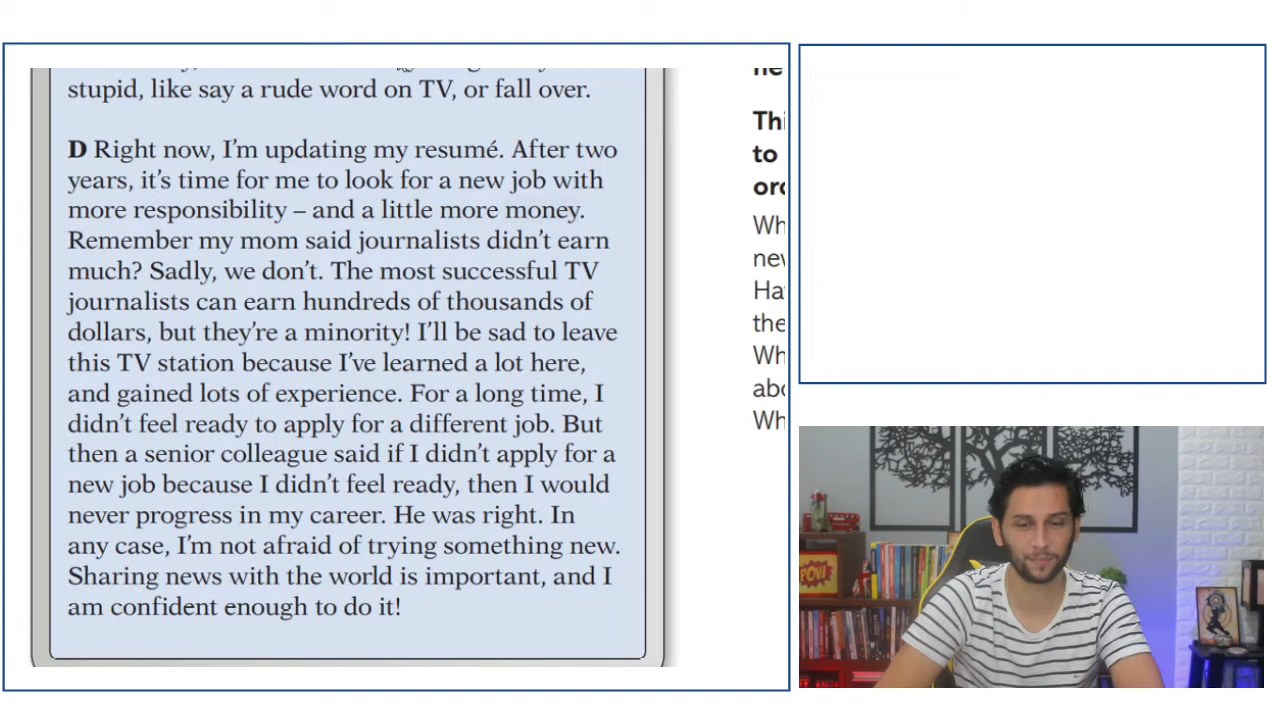 stupid, like say a rude word on TV, or fall over.
D Right now, I'm updating my resumé. After two
years, it's time for me to look for a new job with
more responsibility – and a little more money.
Remember my mom said journalists didn't earn
much? Sadly, we don't. The most successful TV
journalists can earn hundreds of thousands of
dollars, but they're a minority! I'll be sad to leave
this TV station because I've learned a lot here,
and gained lots of experience. For a long time, I
didn't feel ready to apply for a different job. But
then a senior colleague said if I didn't apply for a
new job because I didn't feel ready, then I would
never progress in my career. He was right. In
any case, I'm not afraid of trying something new.
Sharing news with the world is important, and I
am confident enough to do it!
to
the
POW